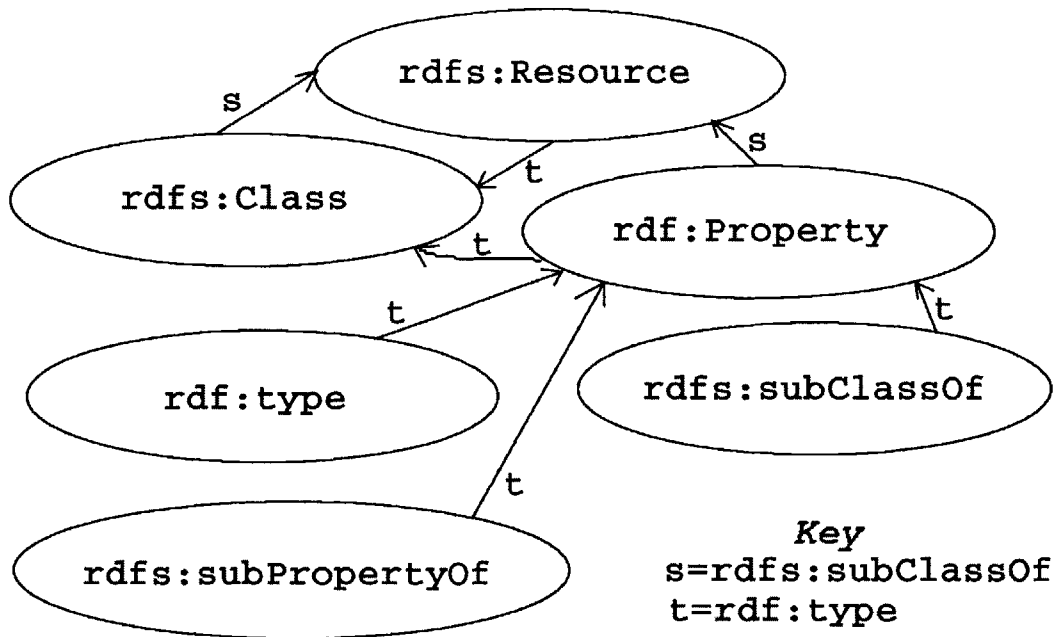 rdfs:Resource
s
s
t
rdfs:Class
rdf:Property
t
t
t
rdf:type
rdfs:subClassOf
t
rdfs:subPropertyOf
Key
s=rdfs:subClassOf
t=rdf:type